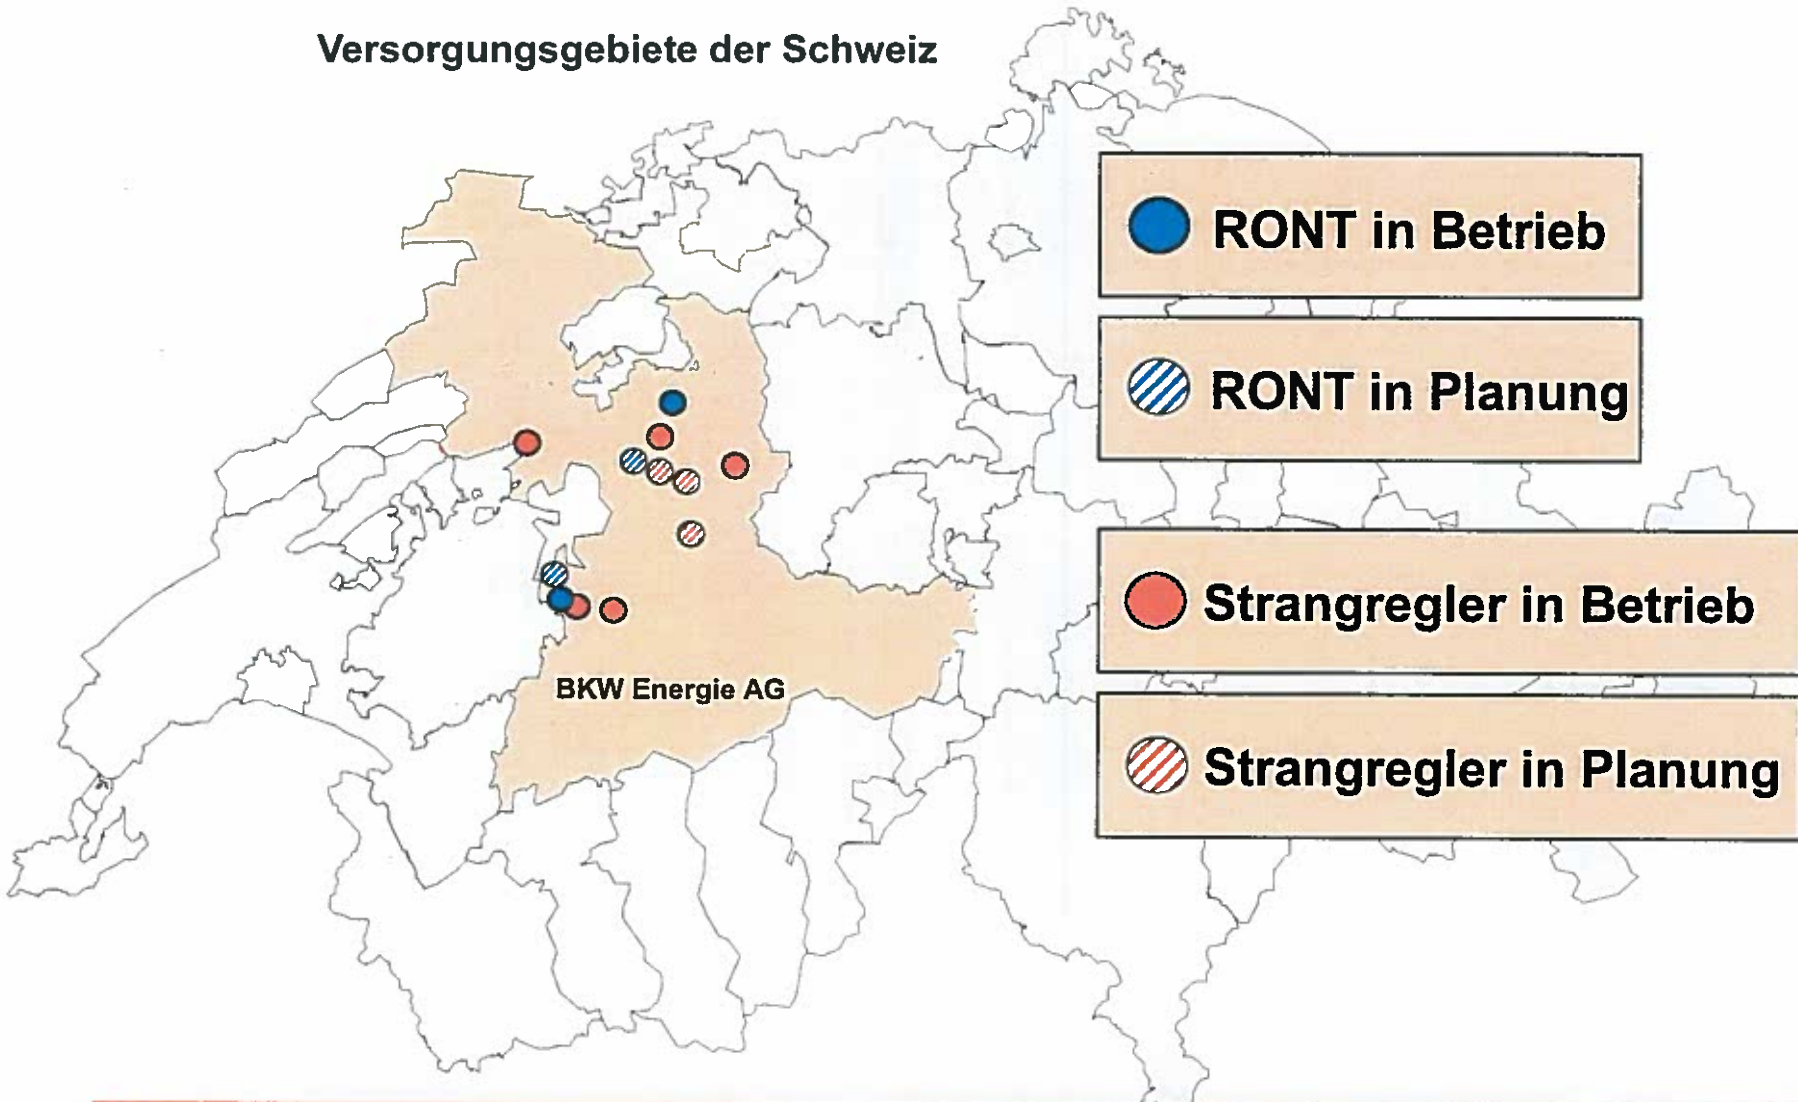 Versorgungsgebiete der Schweiz
RONT in Betrieb
RONT in Planung
Strangregler in Betrieb
BKW Energie AG
Strangregler in Planung